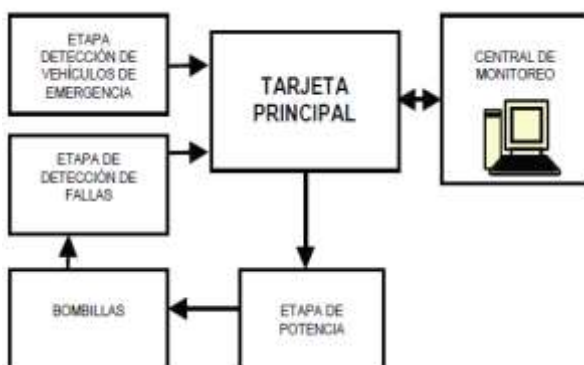 ETAPA
DETECCIÓN DE
VEHÍCULOS DE
EMERGENCIA
TARJETA
PRINCIPAL
CENTRAL DE
MONITOREO
ETAPA DE
DETECCIÓN DE
FALLAS
BOMBILLAS
ETAPA DE
POTENCIA